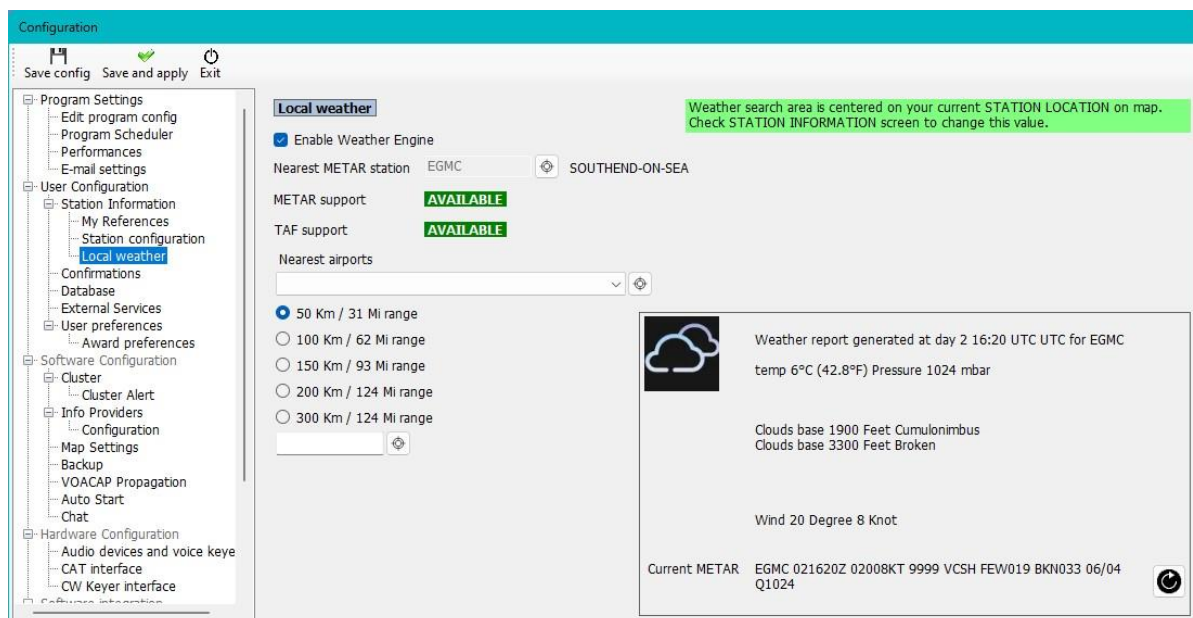 Configuration
Save config Save and apply Exit
Program Settings
Edit program config
Program Scheduler
Performances
E-mail settings
User Configuration
Station Information
My References
Station configuration
Local weather
Confirmations
Database
External Services
User preferences
Award preferences
Software Configuration
Cluster
Cluster Alert
Info Providers
Configuration
Map Settings
Backup
VOACAP Propagation
Auto Start
Chat
Hardware Configuration
Audio devices and voice keye
CAT interface
CW Keyer interface
Software integration
Local weather
Weather search area is centered on your current STATION LOCATION on map.
Check STATION INFORMATION screen to change this value.
Enable Weather Engine
Nearest METAR station EGMC SOUTHEND-ON-SEA
METAR support AVAILABLE
TAF support AVAILABLE
Nearest airports
50 Km / 31 Mi range
100 Km / 62 Mi range
150 Km / 93 Mi range
200 Km / 124 Mi range
300 Km / 124 Mi range
Weather report generated at day 2 16:20 UTC UTC for EGMC
temp 6°C (42.8°F) Pressure 1024 mbar
Clouds base 1900 Feet Cumulonimbus
Clouds base 3300 Feet Broken
Wind 20 Degree 8 Knot
Current METAR EGMC 021620Z 02008KT 9999 VCSH FEW019 BKN033 06/04
Q1024